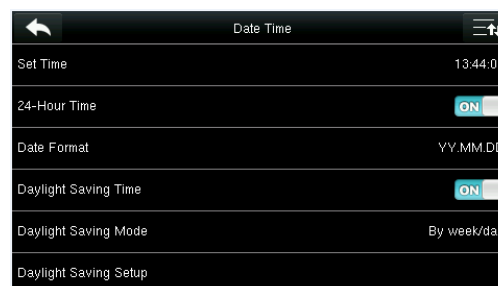 Date Time
Set Time 13:44:0
24-Hour Time ON
Date Format YY.MM.DD
Daylight Saving Time ON
Daylight Saving Mode By week/da
Daylight Saving Setup